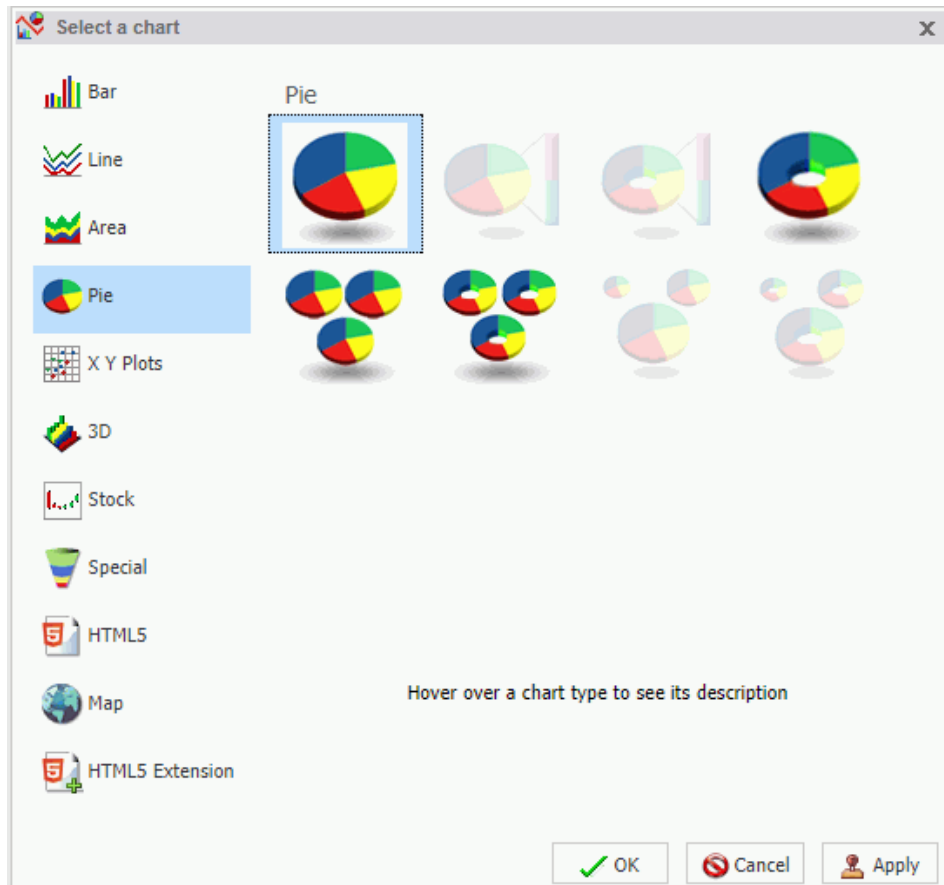 Select a chart
x
Bar
Line
Area
Pie
X Y Plots
3D
Stock
Special
HTML5
Map
HTML5 Extension
Pie
Hover over a chart type to see its description
OK
Cancel
Apply